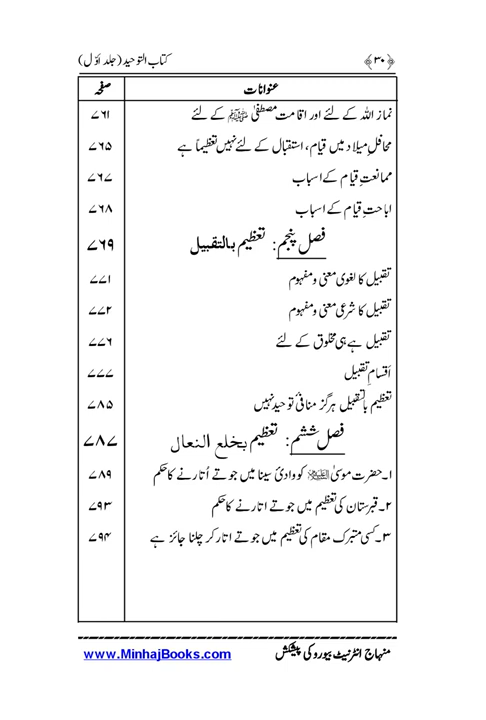 ﴿۳۰﴾ کتاب التوحید (جلد اوّل)
عنوانات صفحہ
نماز اللہ کے لئے اور اقامت مصطفیٰ ﷺ کے لئے ۷۶۱
محافلِ میلاد میں قیام، استقبال کے لئے نہیں تعظیماً ہے ۷۶۵
ممانعتِ قیام کے اسباب ۷۶۷
اباحتِ قیام کے اسباب ۷۶۸
فصل پنجم: تعظیم بالتقبیل ۷۶۹
تقبیل کا لغوی معنی و مفہوم ۷۷۱
تقبیل کا شرعی معنی و مفہوم ۷۷۲
تقبیل ہے ہی مخلوق کے لئے ۷۷۶
اَقسامِ تقبیل ۷۷۷
تعظیم بالتقبیل ہرگز منافیٔ توحید نہیں ۷۸۵
فصل ششم: تعظیم بخلع النعال ۷۸۷
۱۔ حضرت موسیٰ علیہ السلام کو وادیٔ سینا میں جوتے اُتارنے کا حکم ۷۸۹
۲۔ قبرستان کی تعظیم میں جوتے اتارنے کا حکم ۷۹۳
۳۔ کسی متبرک مقام کی تعظیم میں جوتے اتار کر چلنا جائز ہے ۷۹۴
منہاج انٹرنیٹ بیورو کی پیشکش www.MinhajBooks.com